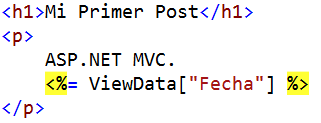 <h1>Mi Primer Post</h1>
<p>
ASP.NET MVC.
<%= ViewData["Fecha"] %>
</p>